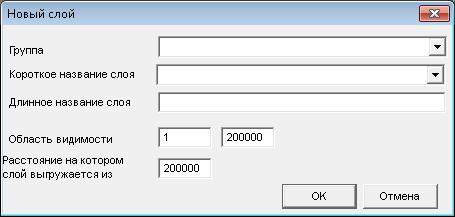 Новый слой
Группа
Короткое название слоя
Длинное название слоя
Область видимости 1 200000
Расстояние на котором
слой выгружается из 200000
OK Отмена